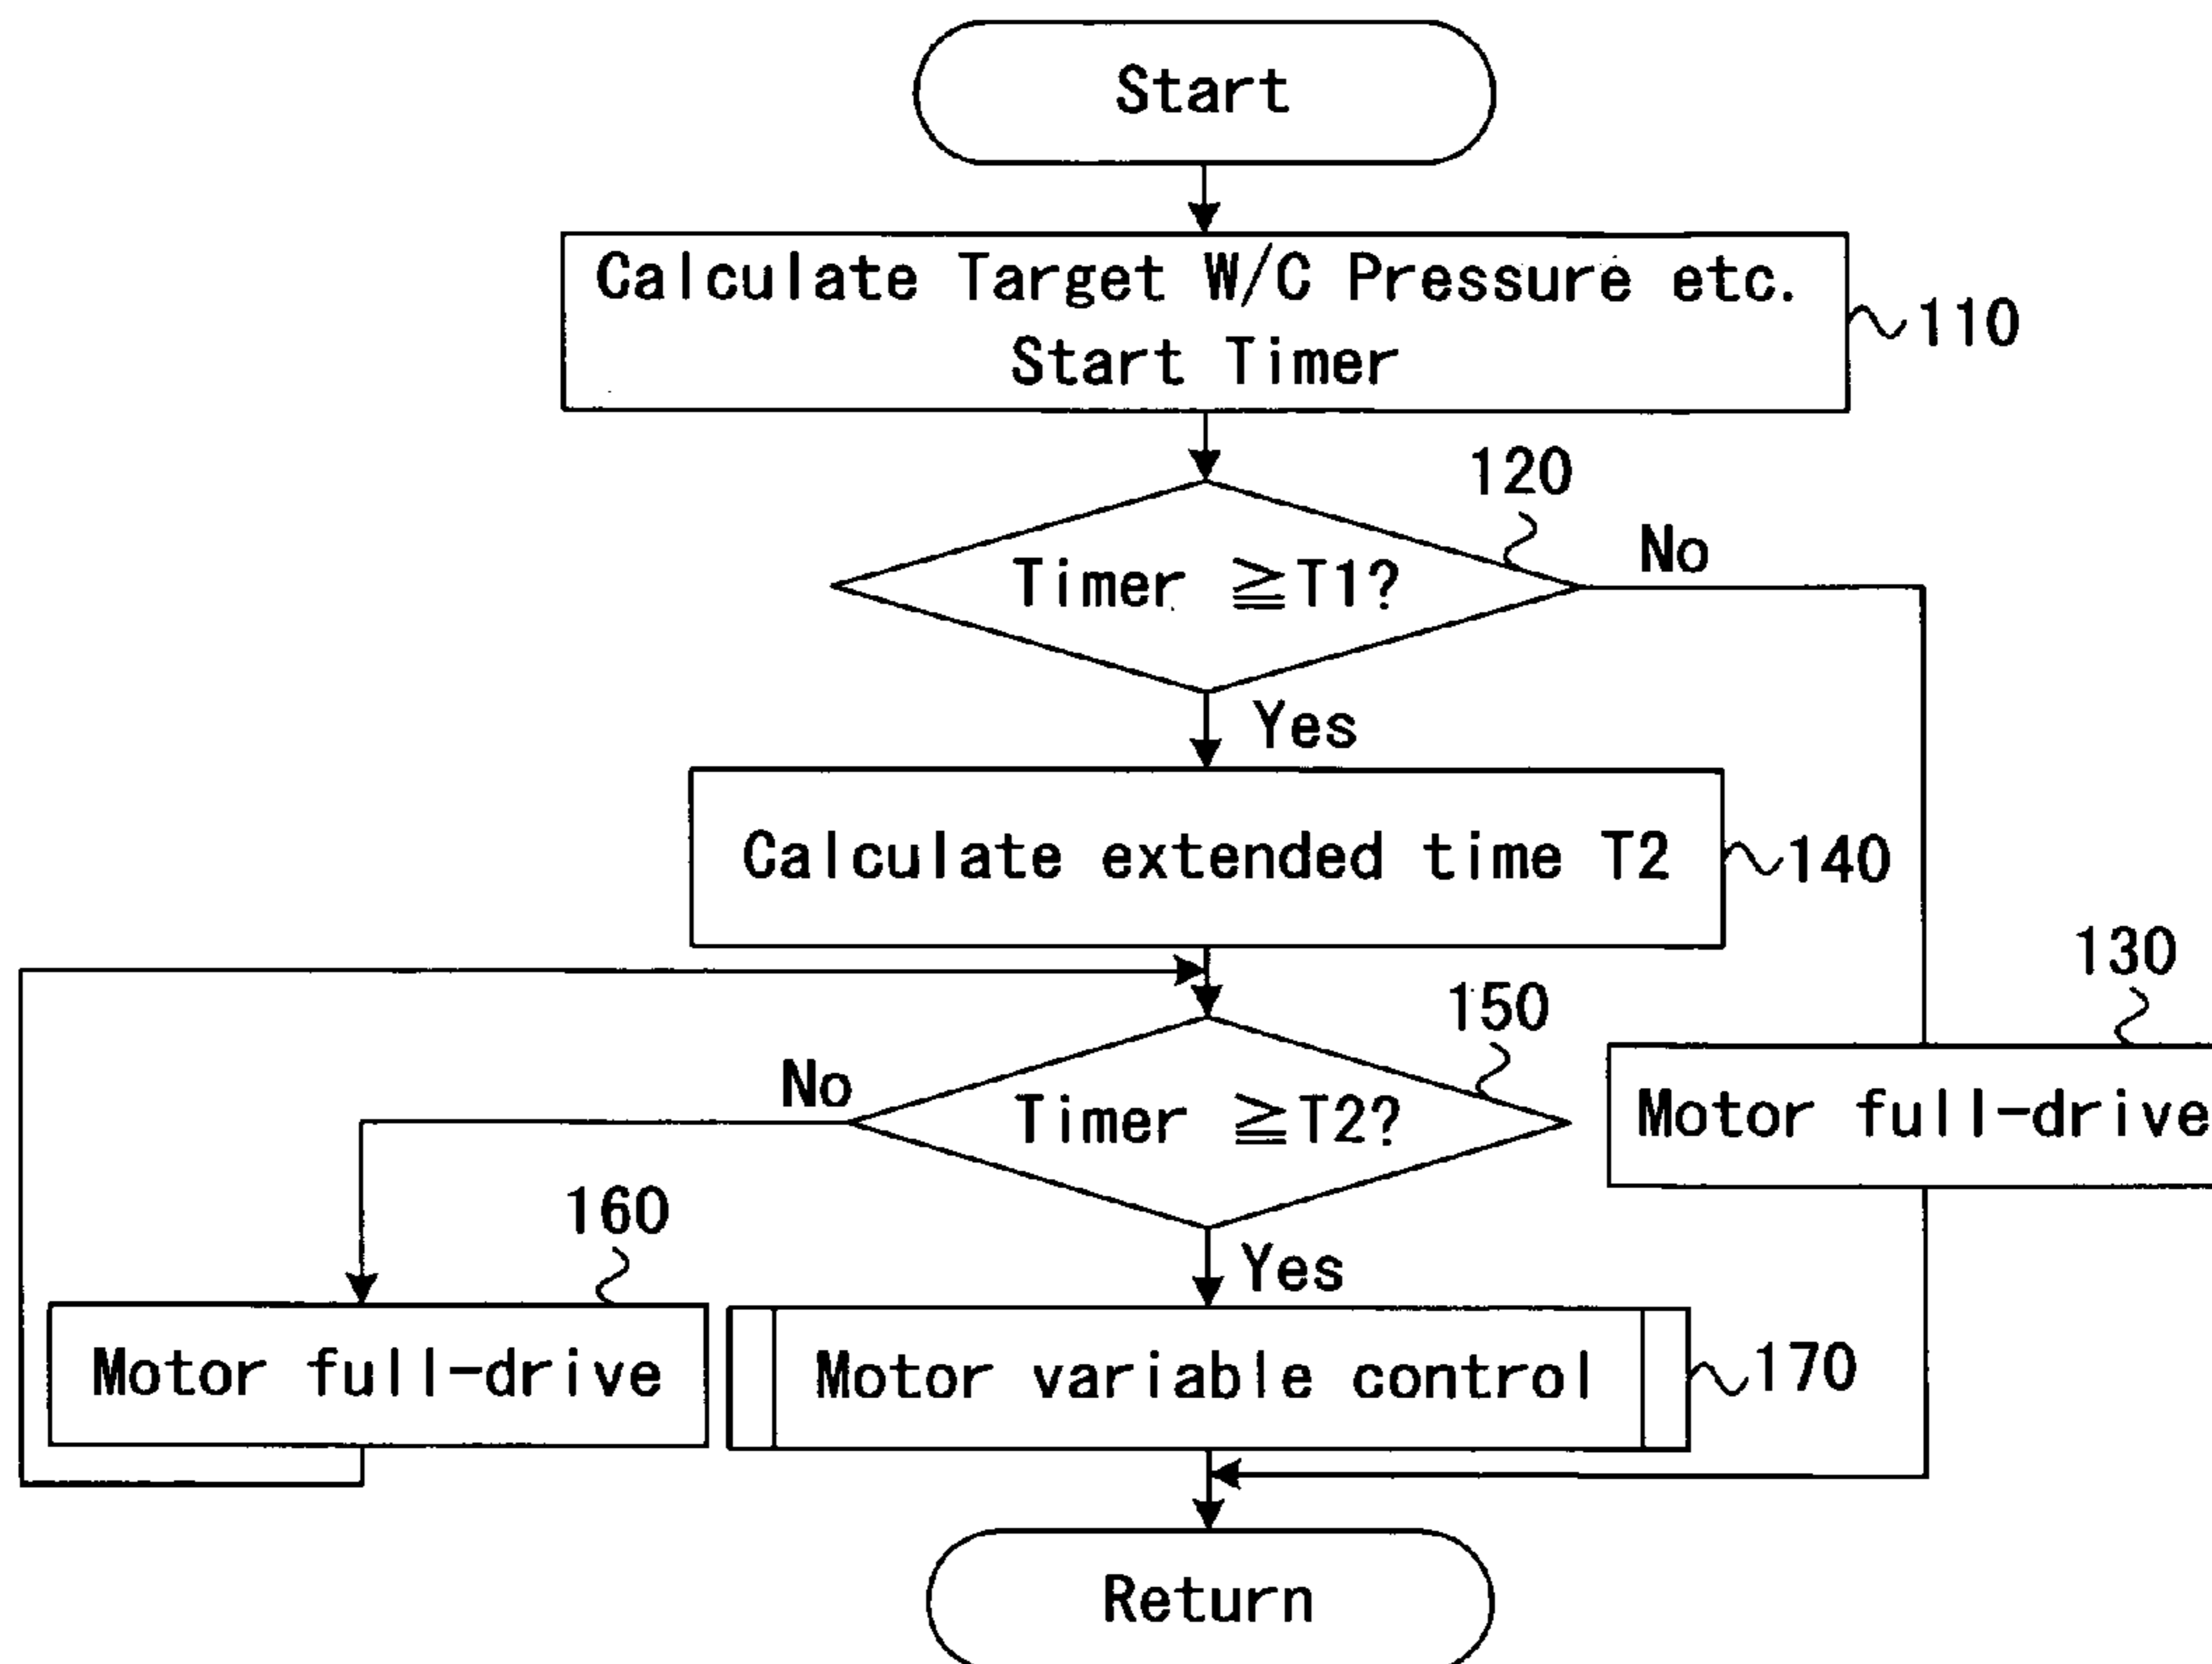 Start
Calculate Target W/C Pressure etc.
Start Timer
110
120
Timer ≧T1?
No
Yes
Calculate extended time T2
140
130
150
No
Timer ≧T2?
Motor full-drive
160
Yes
Motor full-drive
Motor variable control
170
Return